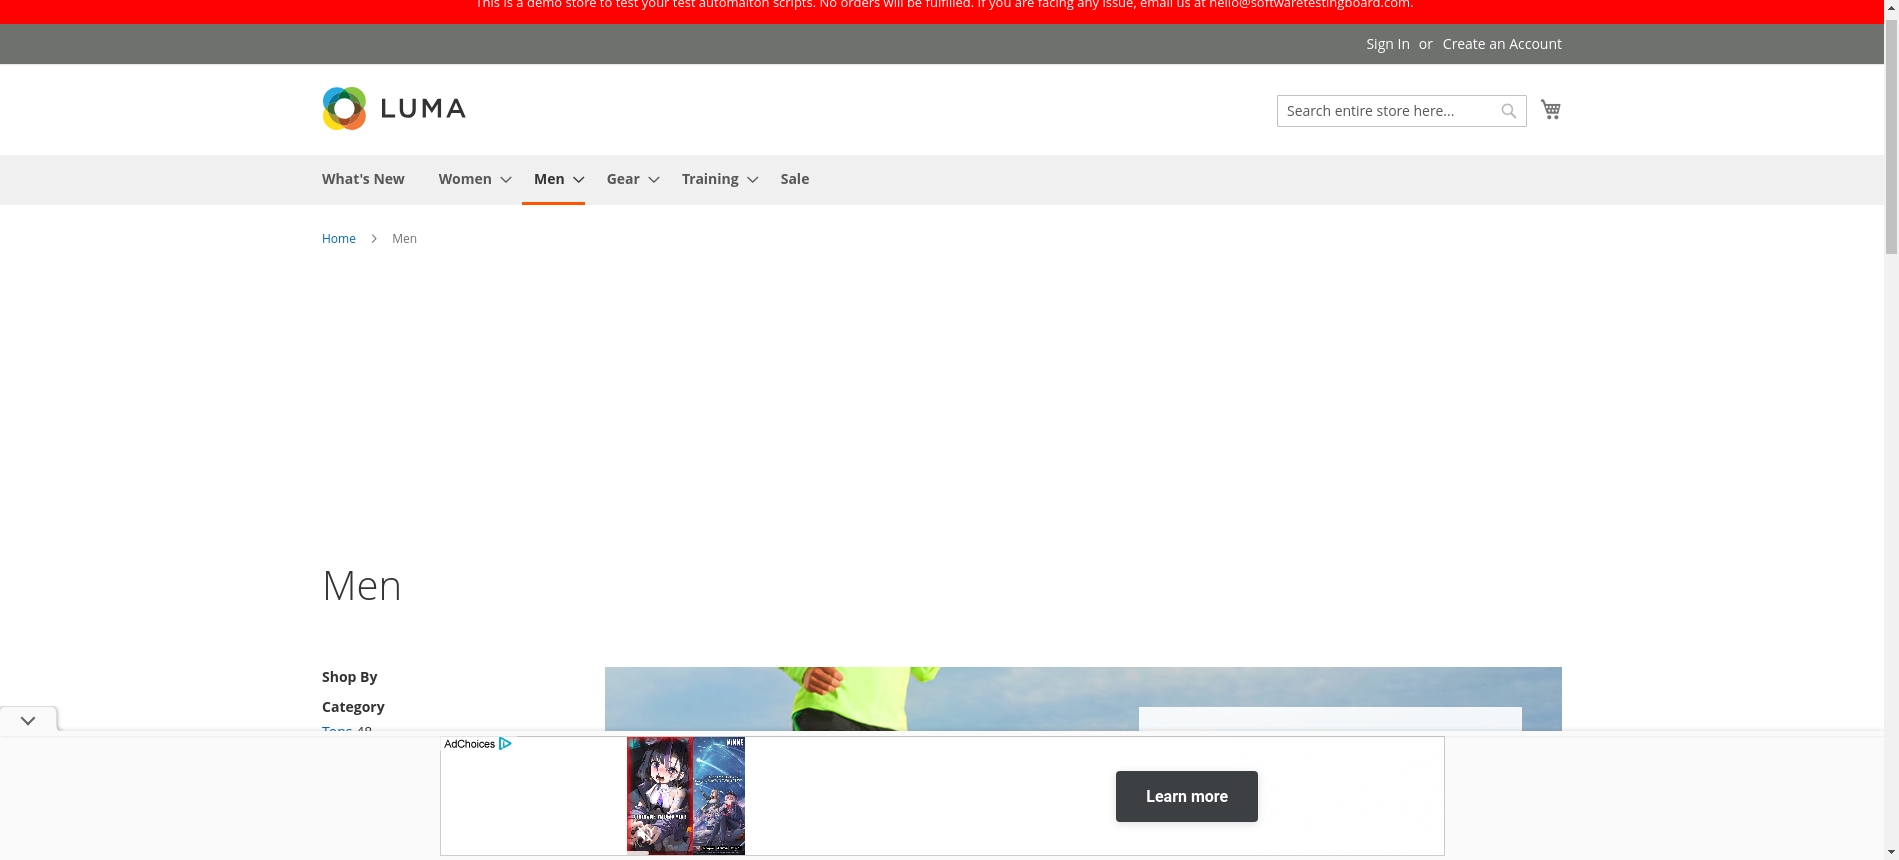 This is a demo store to test your test automaiton scripts. No orders will be fulfilled. If you are facing any issue, email us at hello@softwaretestingboard.com.
Sign In or Create an Account
LUMA
Search entire store here...
What's New Women Men Gear Training Sale
Home Men
Men
Shop By
Category
Tops 48
AdChoices
Learn more